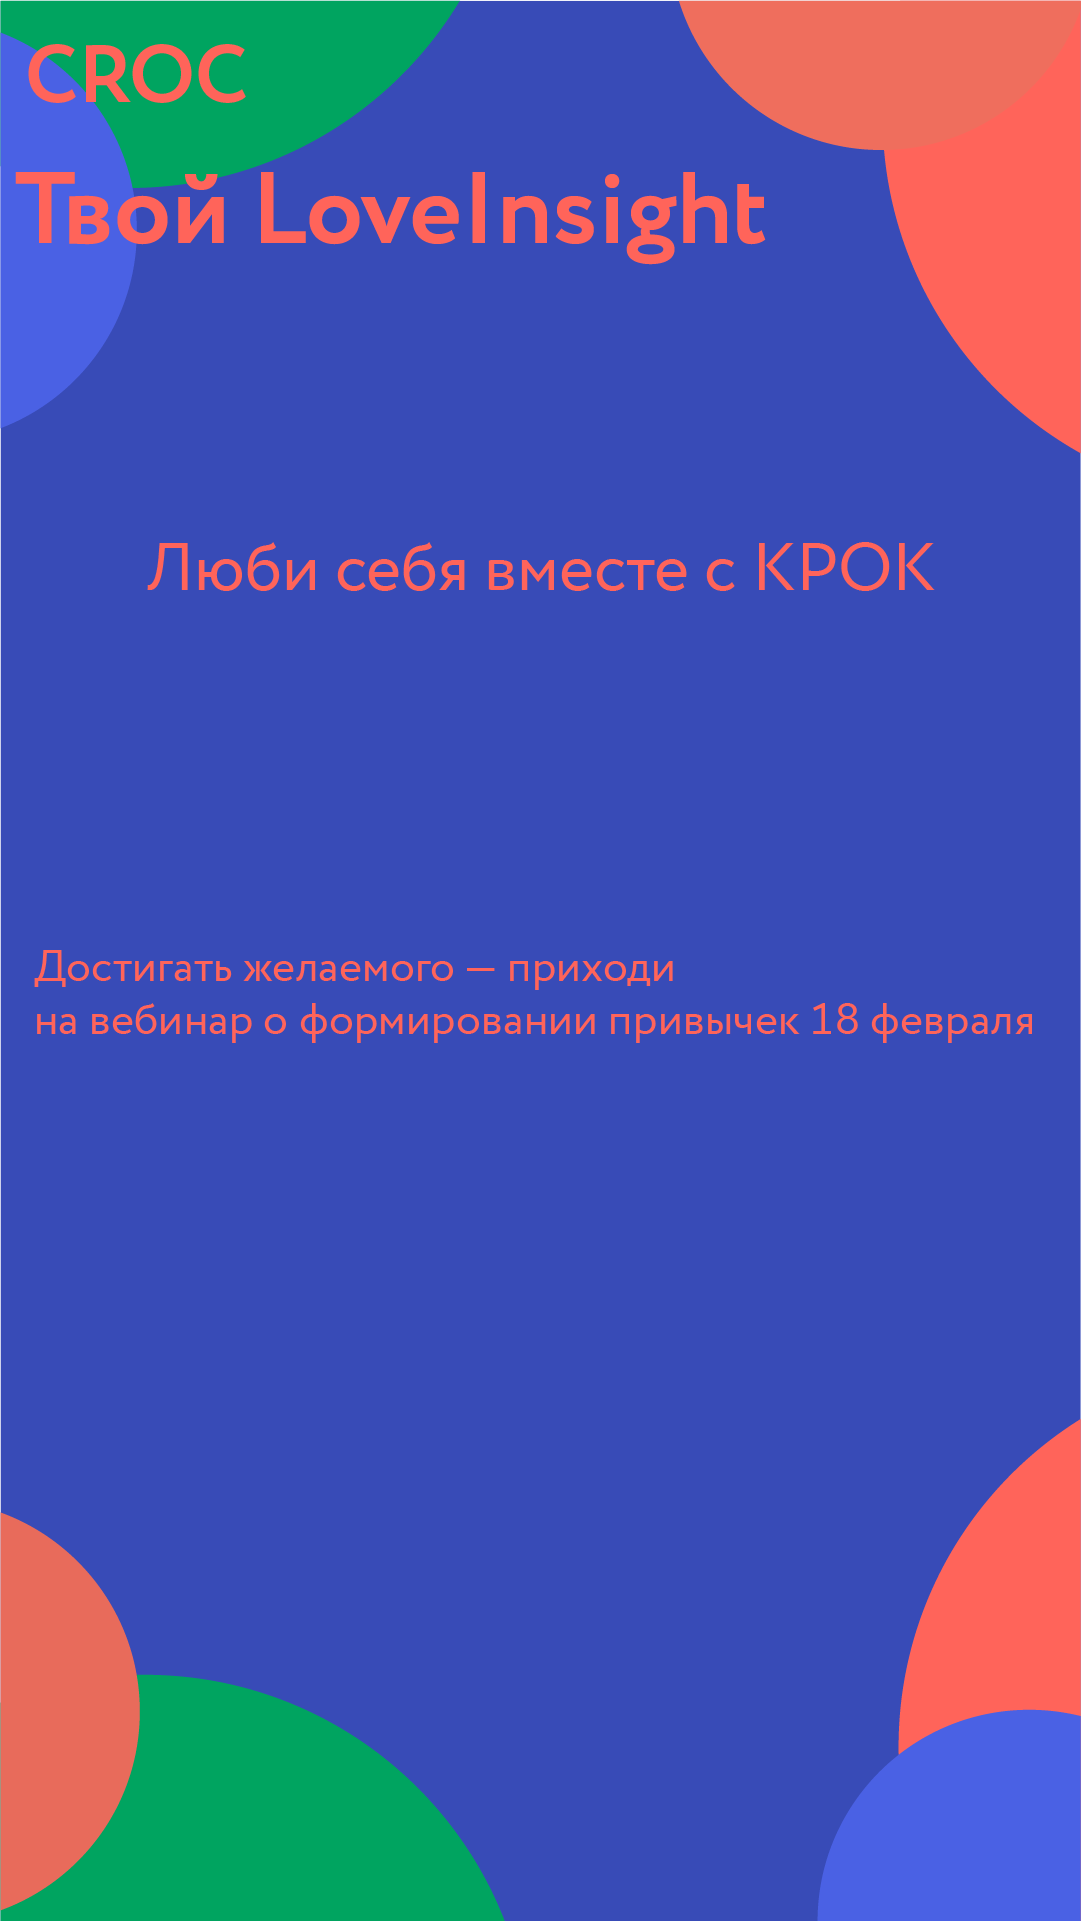 CROC
Твой LoveInsight
Люби себя вместе с КРОК
Достигать желаемого — приходи
на вебинар о формировании привычек 18 февраля